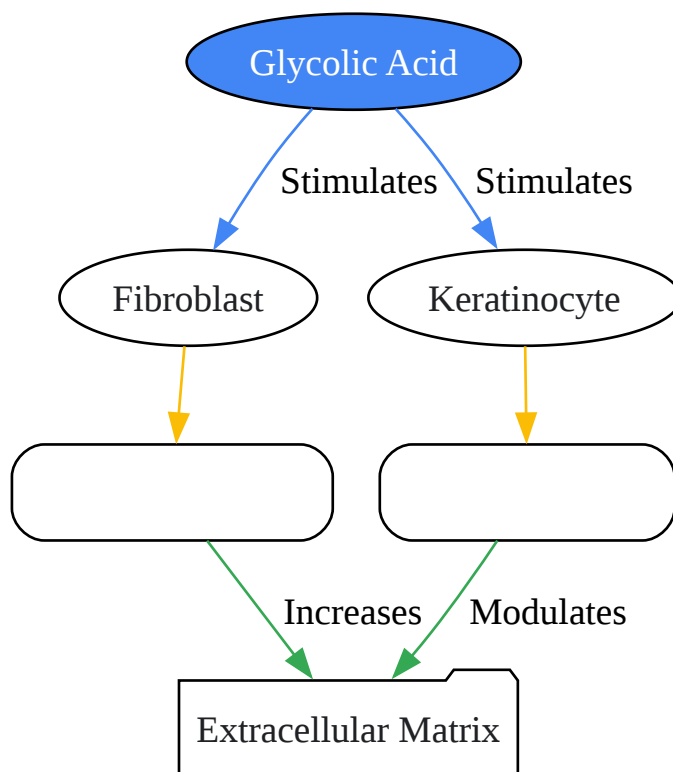 Glycolic Acid
Stimulates
Stimulates
Fibroblast
Keratinocyte
Increases
Modulates
Extracellular Matrix